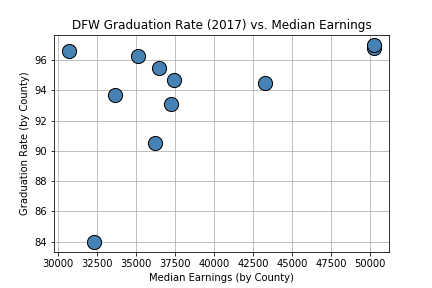 DFW Graduation Rate (2017) vs. Median Earnings
Graduation Rate (by County)
96
94
92
90
88
86
84
30000 32500 35000 37500 40000 42500 45000 47500 50000
Median Earnings (by County)